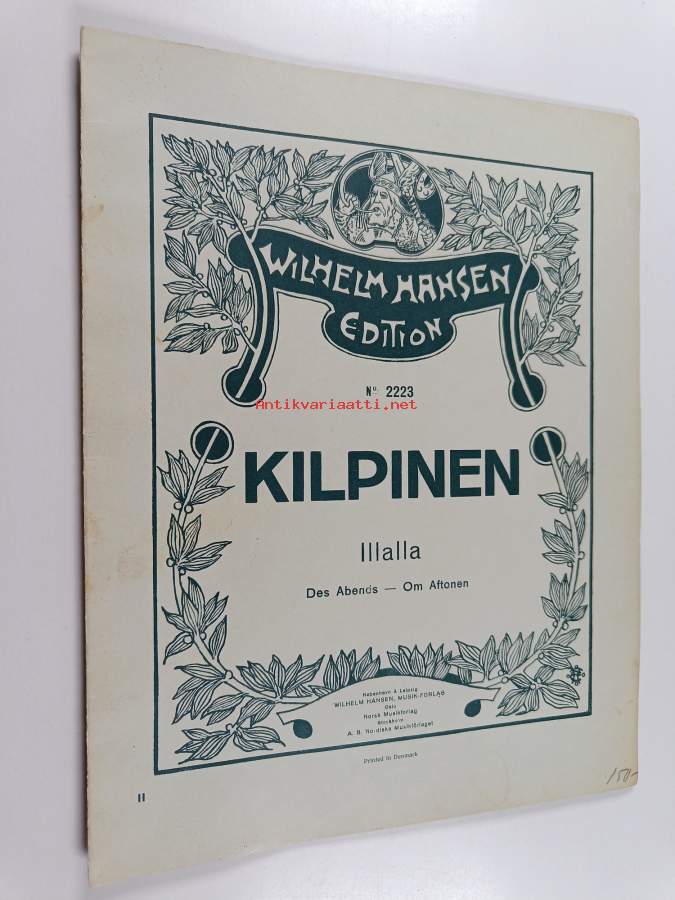 WILHELM HANSEN
EDITION
No. 2223
Antikvariaatti.net
KILPINEN
Illalla
Des Abends — Om Aftonen
København & Leipzig
WILHELM HANSEN, MUSIK-FORLAG
Oslo
Norsk Musikforlag
Stockholm
A. B. Nordiska Musikförlaget
Printed in Denmark
II
150-